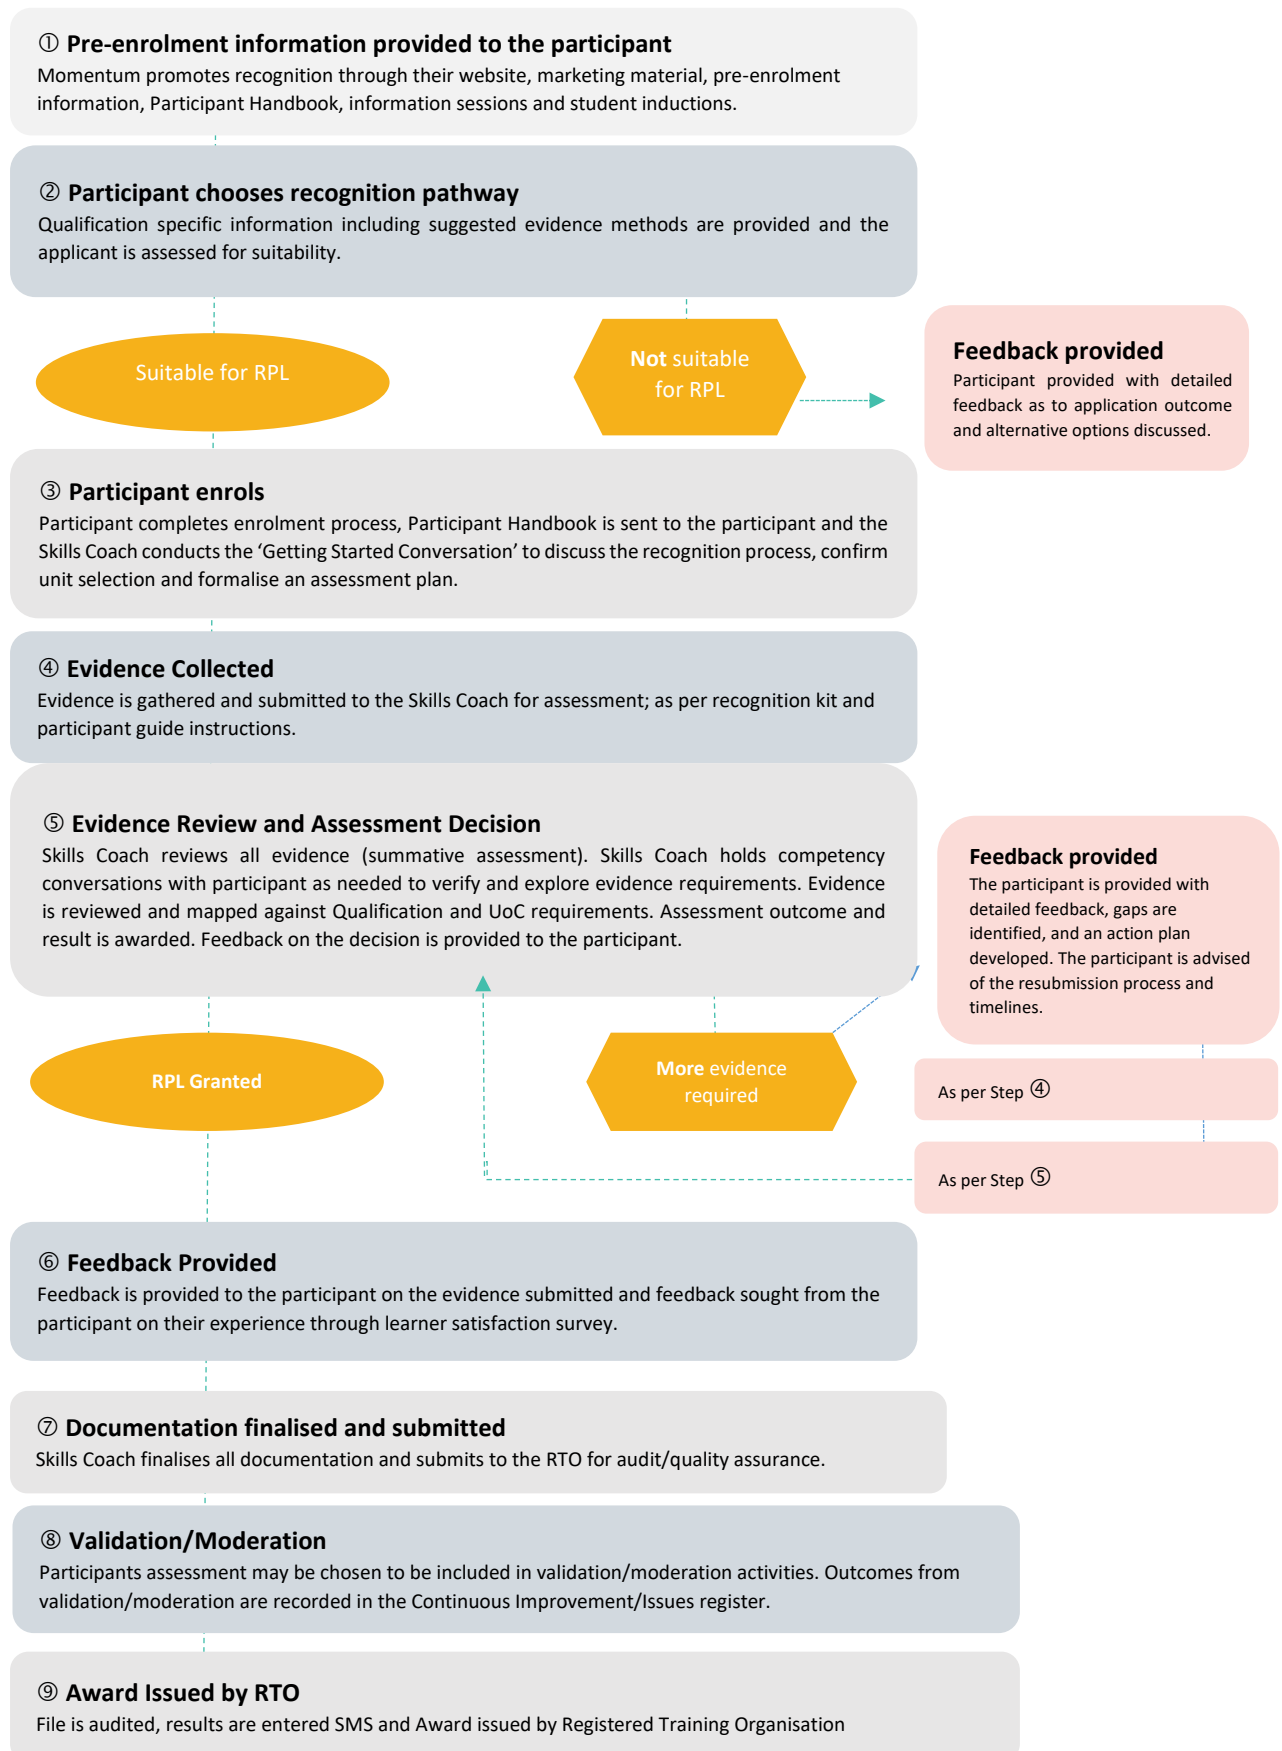 ① Pre-enrolment information provided to the participant
Momentum promotes recognition through their website, marketing material, pre-enrolment
information, Participant Handbook, information sessions and student inductions.
② Participant chooses recognition pathway
Qualification specific information including suggested evidence methods are provided and the
applicant is assessed for suitability.
Suitable for RPL
Not suitable
for RPL
Feedback provided
Participant provided with detailed
feedback as to application outcome
and alternative options discussed.
③ Participant enrols
Participant completes enrolment process, Participant Handbook is sent to the participant and the
Skills Coach conducts the ‘Getting Started Conversation’ to discuss the recognition process, confirm
unit selection and formalise an assessment plan.
④ Evidence Collected
Evidence is gathered and submitted to the Skills Coach for assessment; as per recognition kit and
participant guide instructions.
⑤ Evidence Review and Assessment Decision
Skills Coach reviews all evidence (summative assessment). Skills Coach holds competency
conversations with participant as needed to verify and explore evidence requirements. Evidence
is reviewed and mapped against Qualification and UoC requirements. Assessment outcome and
result is awarded. Feedback on the decision is provided to the participant.
Feedback provided
The participant is provided with
detailed feedback, gaps are
identified, and an action plan
developed. The participant is advised
of the resubmission process and
timelines.
RPL Granted
More evidence
required
As per Step ④
As per Step ⑤
⑥ Feedback Provided
Feedback is provided to the participant on the evidence submitted and feedback sought from the
participant on their experience through learner satisfaction survey.
⑦ Documentation finalised and submitted
Skills Coach finalises all documentation and submits to the RTO for audit/quality assurance.
⑧ Validation/Moderation
Participants assessment may be chosen to be included in validation/moderation activities. Outcomes from
validation/moderation are recorded in the Continuous Improvement/Issues register.
⑨ Award Issued by RTO
File is audited, results are entered SMS and Award issued by Registered Training Organisation